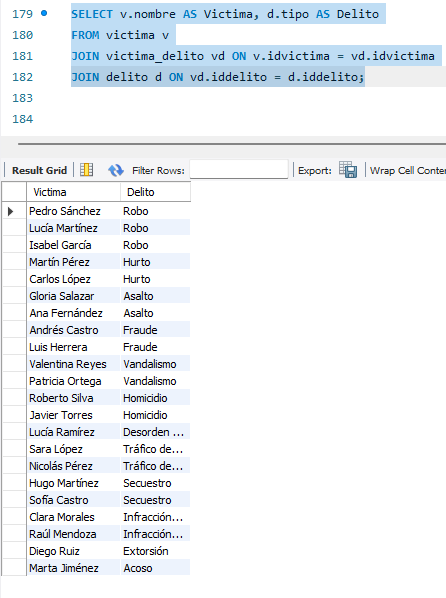 179 SELECT v.nombre AS Victima, d.tipo AS Delito
180 FROM victima v
181 JOIN victima_delito vd ON v.idvictima = vd.idvictima
182 JOIN delito d ON vd.iddelito = d.iddelito;
183
184
Result Grid Filter Rows: Export: Wrap Cell Conter
Victima Delito
Pedro Sánchez Robo
Lucía Martínez Robo
Isabel García Robo
Martín Pérez Hurto
Carlos López Hurto
Gloria Salazar Asalto
Ana Fernández Asalto
Andrés Castro Fraude
Luis Herrera Fraude
Valentina Reyes Vandalismo
Patricia Ortega Vandalismo
Roberto Silva Homicidio
Javier Torres Homicidio
Lucía Ramírez Desorden ...
Sara López Tráfico de...
Nicolás Pérez Tráfico de...
Hugo Martínez Secuestro
Sofía Castro Secuestro
Clara Morales Infracción...
Raúl Mendoza Infracción...
Diego Ruiz Extorsión
Marta Jiménez Acoso